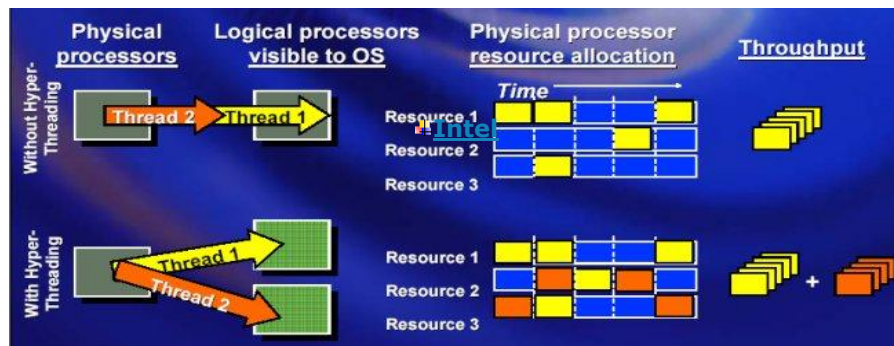 Physical
processors
Logical processors
visible to OS
Physical processor
resource allocation
Throughput
Without Hyper-
Threading
Thread 2
Thread 1
Time
Resource 1
Intel
Resource 2
Resource 3
With Hyper-
Threading
Thread 1
Thread 2
Resource 1
Resource 2
Resource 3
+